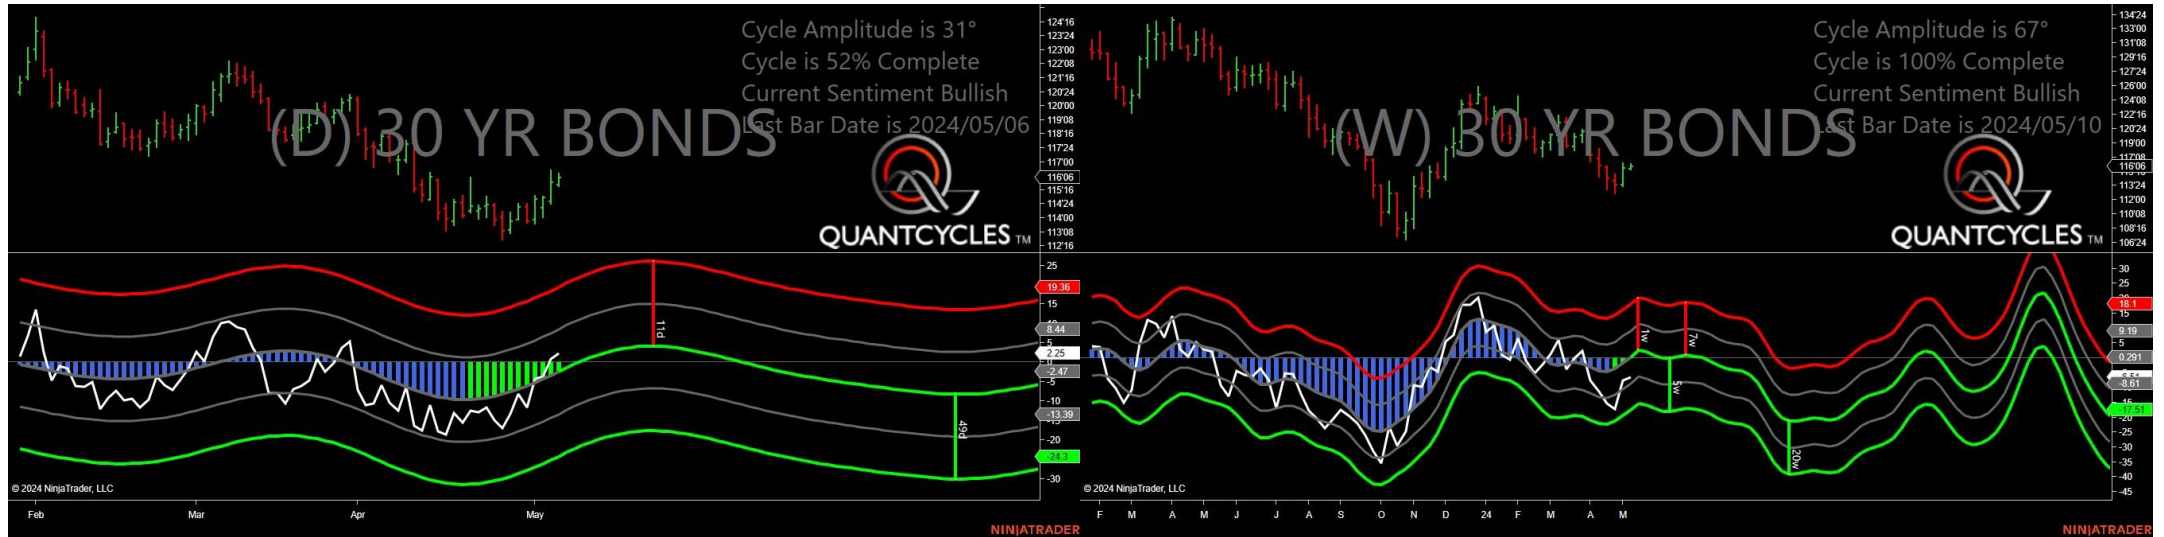 Cycle Amplitude is 31°
Cycle is 52% Complete
Current Sentiment Bullish
Last Bar Date is 2024/05/06
(D) 30 YR BONDS
QUANTCYCLES TM
124'16
123'24
123'00
122'08
121'16
120'24
120'00
119'08
118'16
117'24
117'00
116'06
115'16
114'24
114'00
113'08
112'16
25
19.36
15
8.44
5
2.25
-2.47
-5
-10
-13.39
-20
-24.3
-30
11d
49d
© 2024 NinjaTrader, LLC
Feb
Mar
Apr
May
NINJATRADER
Cycle Amplitude is 67°
Cycle is 100% Complete
Current Sentiment Bullish
Last Bar Date is 2024/05/10
(W) 30 YR BONDS
QUANTCYCLES TM
134'24
133'00
131'08
129'16
127'24
126'00
124'08
122'16
120'24
119'00
117'08
116'06
113'24
112'00
110'08
108'16
106'24
30
25
18.1
15
9.19
5
0.291
-8.61
-17.51
-25
-30
-35
-40
-45
1w
7w
5w
20w
© 2024 NinjaTrader, LLC
F
M
A
M
J
J
A
S
O
N
D
24
F
M
A
M
NINJATRADER